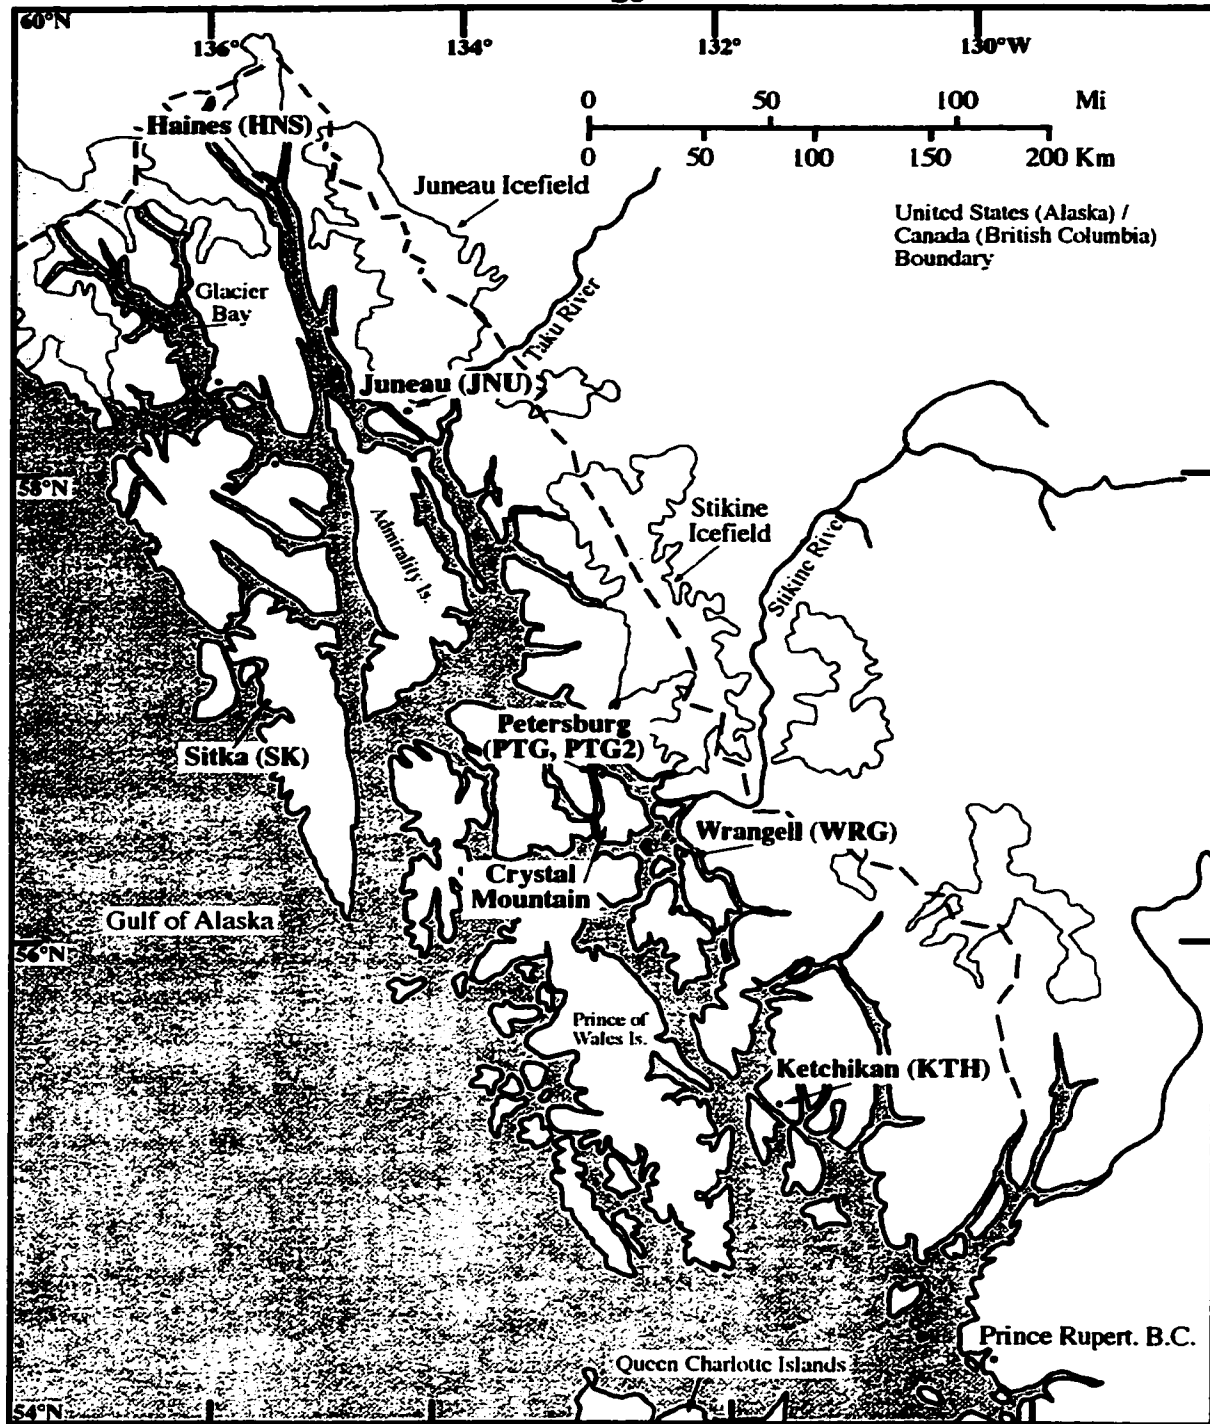 60°N
136°
134°
132°
130°W
0 50 100 Mi
0 50 100 150 200 Km
Haines (HNS)
Juneau Icefield
United States (Alaska) /
Canada (British Columbia)
Boundary
Glacier
Bay
Taku River
Juneau (JNU)
58°N
Admirality Is.
Stikine
Icefield
Stikine River
Petersburg
(PTG, PTG2)
Sitka (SK)
Wrangell (WRG)
Crystal
Mountain
Gulf of Alaska
56°N
Prince of
Wales Is.
Ketchikan (KTH)
Prince Rupert. B.C.
Queen Charlotte Islands
54°N